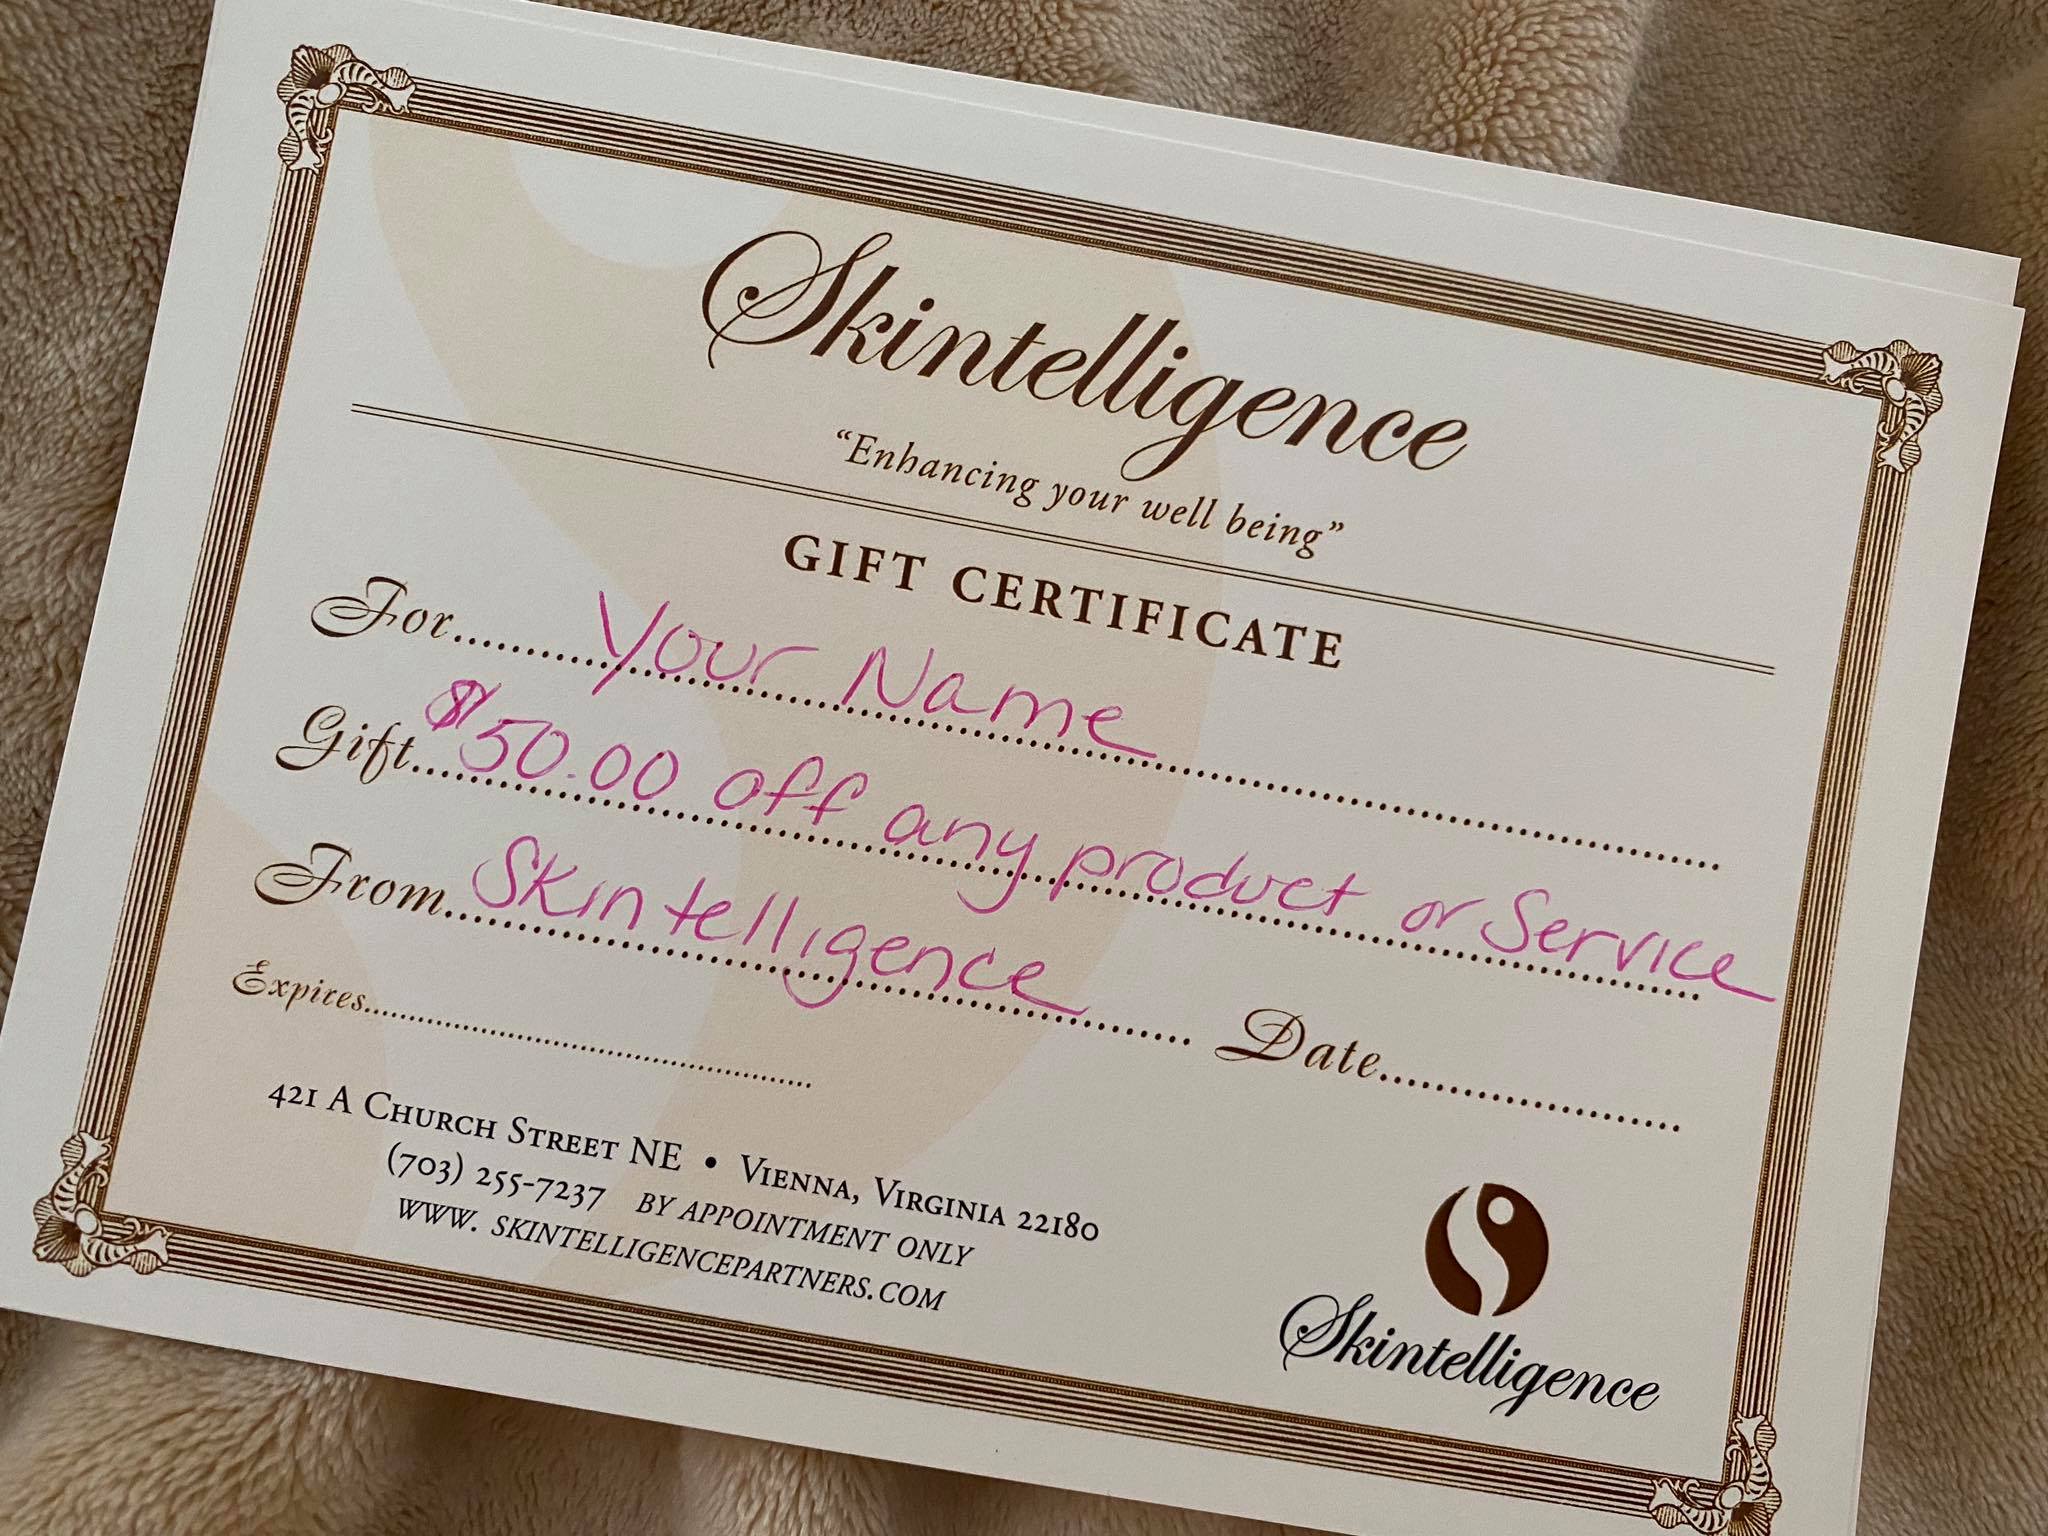 Skintelligence
“Enhancing your well being”
GIFT CERTIFICATE
For..... Your Name
Gift..... $50.00 off any product or Service
From..... Skintelligence ..... Date.....
Expires.....
421 A Church Street NE • Vienna, Virginia 22180
(703) 255-7237 BY APPOINTMENT ONLY
WWW. SKINTELLIGENCEPARTNERS.COM
Skintelligence